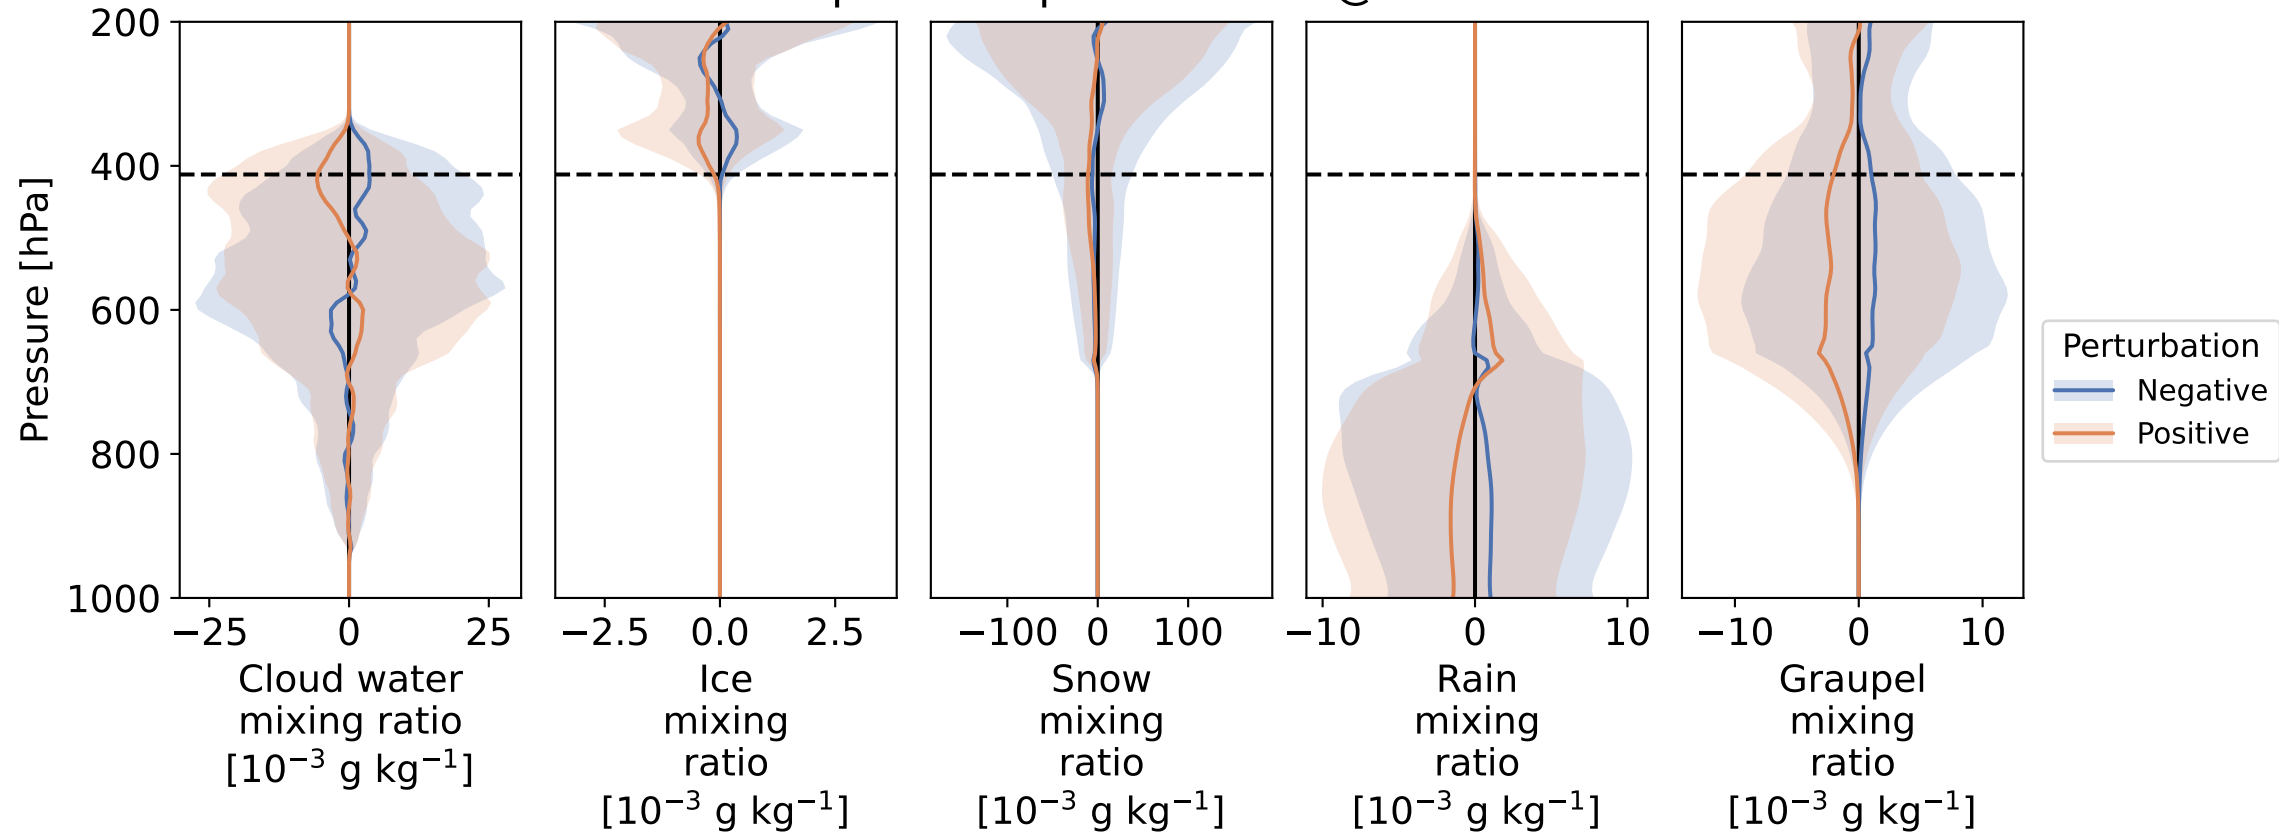 200
400
600
800
1000
Pressure [hPa]
−25 0 25
−2.5 0.0 2.5
−100 0 100
−10 0 10
−10 0 10
Cloud water
mixing ratio
[10⁻³ g kg⁻¹]
Ice
mixing
ratio
[10⁻³ g kg⁻¹]
Snow
mixing
ratio
[10⁻³ g kg⁻¹]
Rain
mixing
ratio
[10⁻³ g kg⁻¹]
Graupel
mixing
ratio
[10⁻³ g kg⁻¹]
Perturbation
Negative
Positive